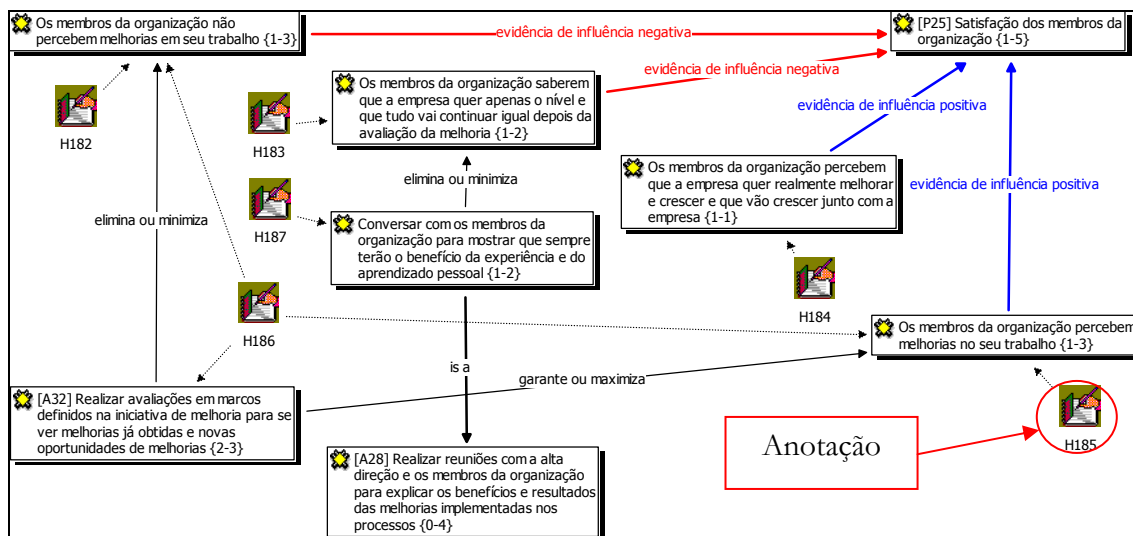 Os membros da organização não
percebem melhorias em seu trabalho {1-3}
evidência de influência negativa
[P25] Satisfação dos membros da
organização {1-5}
evidência de influência negativa
Os membros da organização saberem
que a empresa quer apenas o nível e
que tudo vai continuar igual depois da
avaliação da melhoria {1-2}
H182
H183
evidência de influência positiva
elimina ou minimiza
Os membros da organização percebem
que a empresa quer realmente melhorar
e crescer e que vão crescer junto com a
empresa {1-1}
evidência de influência positiva
elimina ou minimiza
H187
Conversar com os membros da
organização para mostrar que sempre
terão o benefício da experiência e do
aprendizado pessoal {1-2}
H184
H186
Os membros da organização percebem
melhorias no seu trabalho {1-3}
is a
garante ou maximiza
[A32] Realizar avaliações em marcos
definidos na iniciativa de melhoria para se
ver melhorias já obtidas e novas
oportunidades de melhorias {2-3}
Anotação
H185
[A28] Realizar reuniões com a alta
direção e os membros da organização
para explicar os benefícios e resultados
das melhorias implementadas nos
processos {0-4}